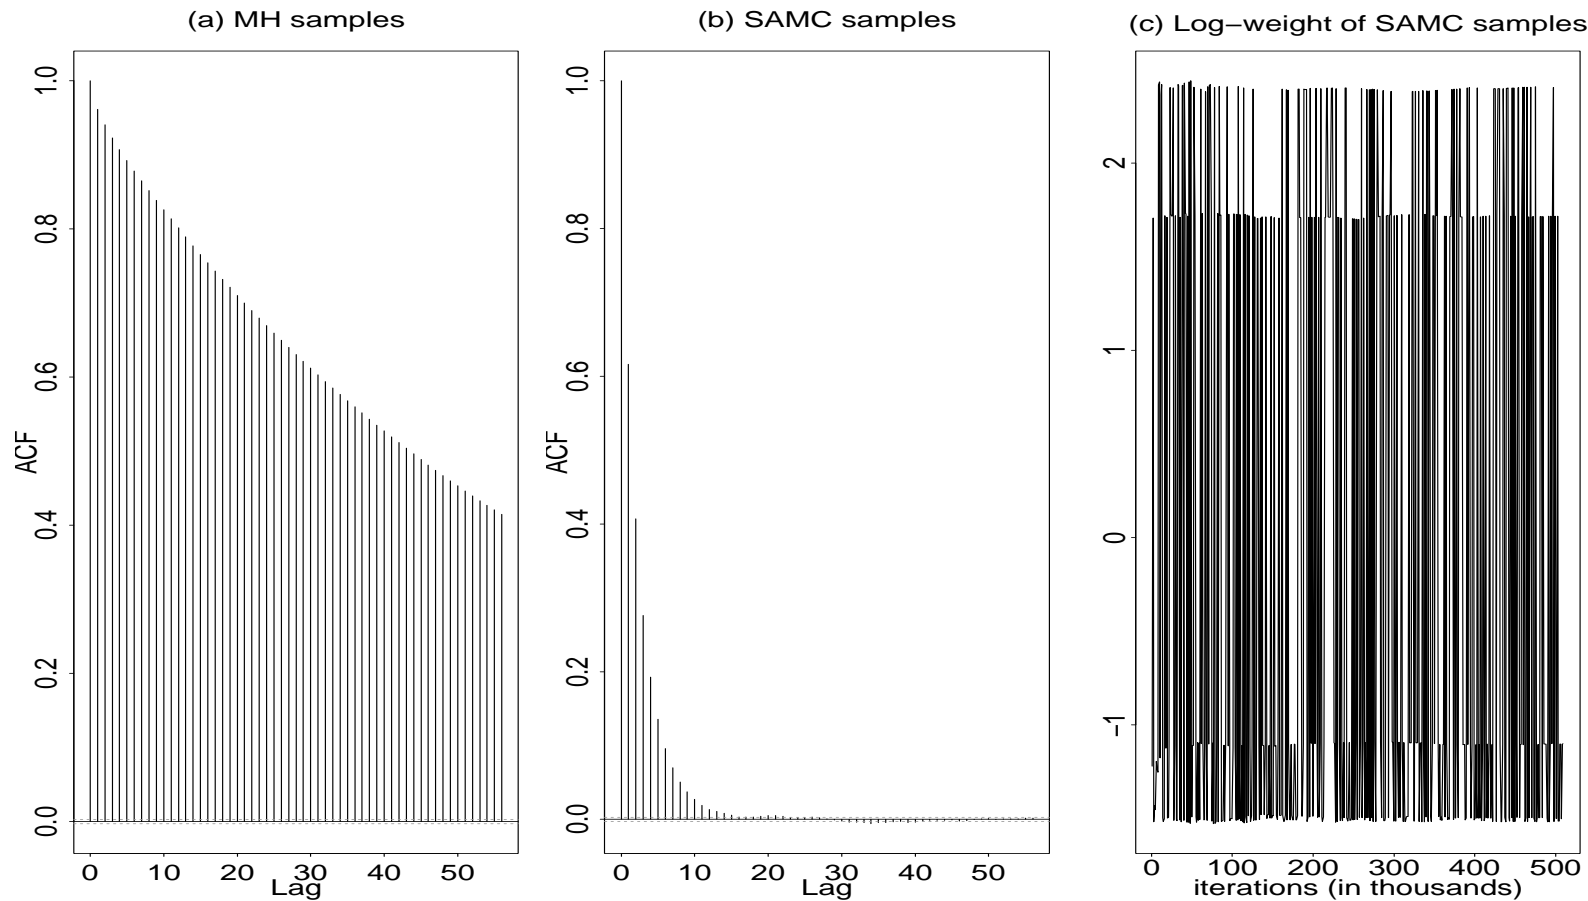 (a) MH samples
ACF
0.0 0.2 0.4 0.6 0.8 1.0
0 10 20 30 40 50
Lag
(b) SAMC samples
ACF
0.0 0.2 0.4 0.6 0.8 1.0
0 10 20 30 40 50
Lag
(c) Log−weight of SAMC samples
−1 0 1 2
0 100 200 300 400 500
iterations (in thousands)